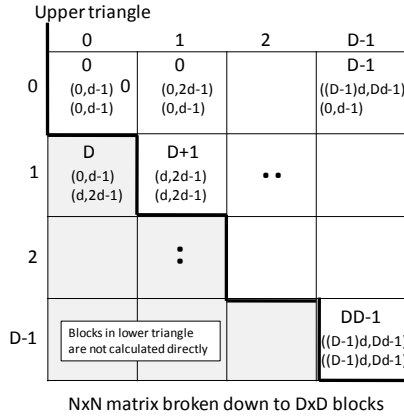 Upper triangle
0 1 2 D-1
0 0 D-1
0 (0,d-1) 0 (0,2d-1) ((D-1)d,Dd-1)
(0,d-1) (0,d-1) (0,d-1)
D D+1
1 (0,d-1) (d,2d-1) ..
(d,2d-1) (d,2d-1)
2 :
DD-1
D-1 Blocks in lower triangle ((D-1)d,Dd-1)
are not calculated directly ((D-1)d,Dd-1)
NxN matrix broken down to DxD blocks